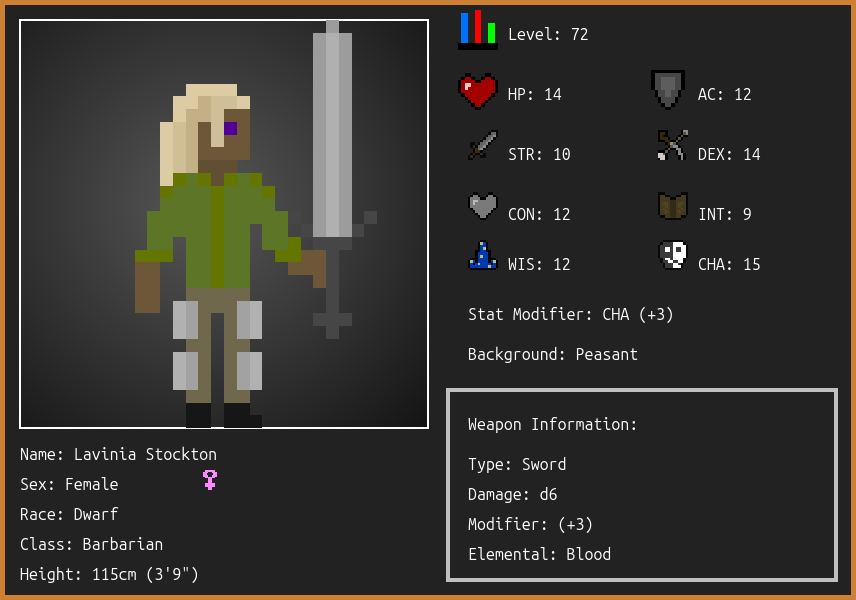 Level: 72
HP: 14
AC: 12
STR: 10
DEX: 14
CON: 12
INT: 9
WIS: 12
CHA: 15
Stat Modifier: CHA (+3)
Background: Peasant
Weapon Information:
Type: Sword
Damage: d6
Modifier: (+3)
Elemental: Blood
Name: Lavinia Stockton
Sex: Female
Race: Dwarf
Class: Barbarian
Height: 115cm (3'9")